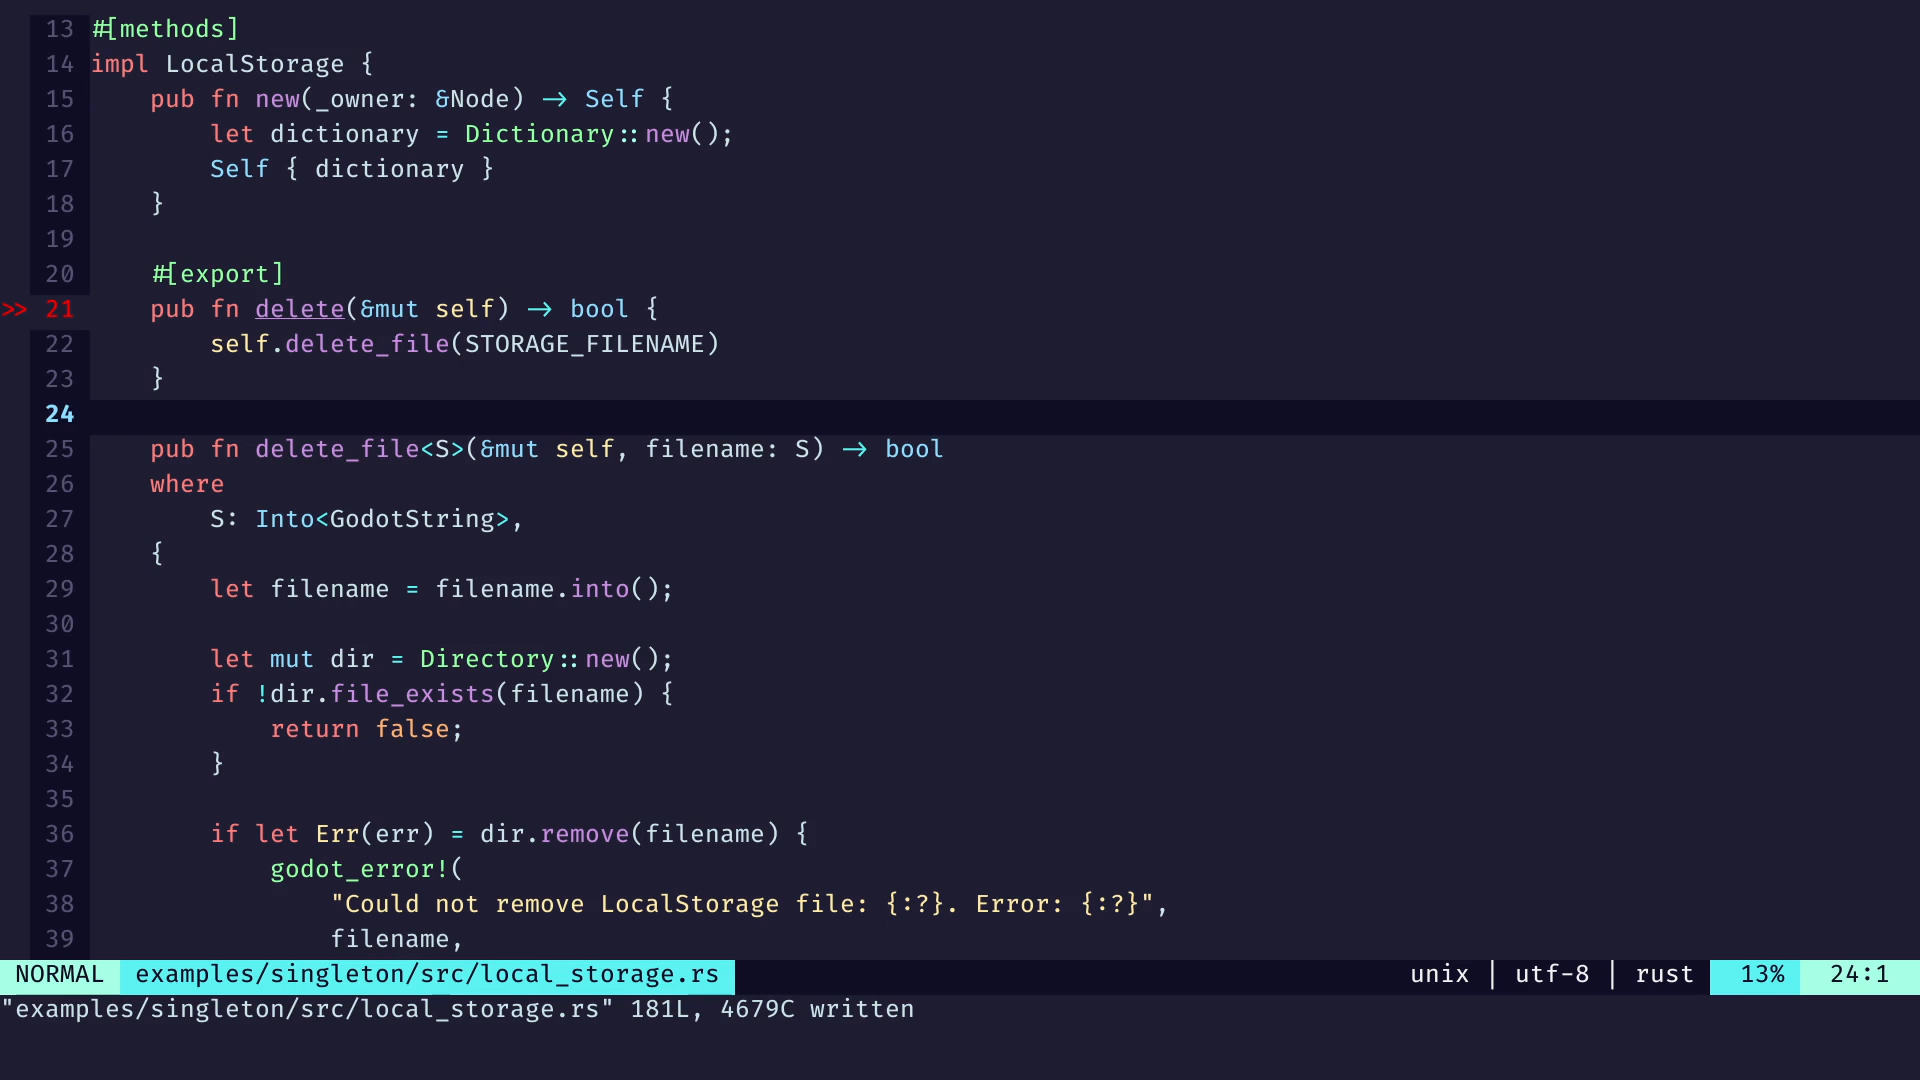 13 #[methods]
14 impl LocalStorage {
15     pub fn new(_owner: &Node) -> Self {
16         let dictionary = Dictionary::new();
17         Self { dictionary }
18     }
19
20     #[export]
>> 21     pub fn delete(&mut self) -> bool {
22         self.delete_file(STORAGE_FILENAME)
23     }
24
25     pub fn delete_file<S>(&mut self, filename: S) -> bool
26     where
27         S: Into<GodotString>,
28     {
29         let filename = filename.into();
30
31         let mut dir = Directory::new();
32         if !dir.file_exists(filename) {
33             return false;
34         }
35
36         if let Err(err) = dir.remove(filename) {
37             godot_error!(
38                 "Could not remove LocalStorage file: {:?}. Error: {:?}",
39                 filename,
NORMAL examples/singleton/src/local_storage.rs unix | utf-8 | rust 13% 24:1
"examples/singleton/src/local_storage.rs" 181L, 4679C written